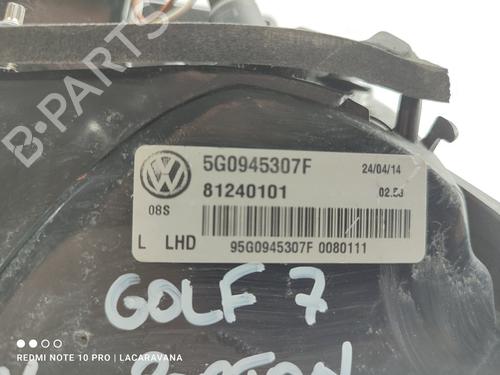 B-PARTS
5G0945307F 24/04/14
81240101
08S
L LHD 95G0945307F 0080111
GOLF 7
REDMI NOTE 10 PRO | LACARAVANA